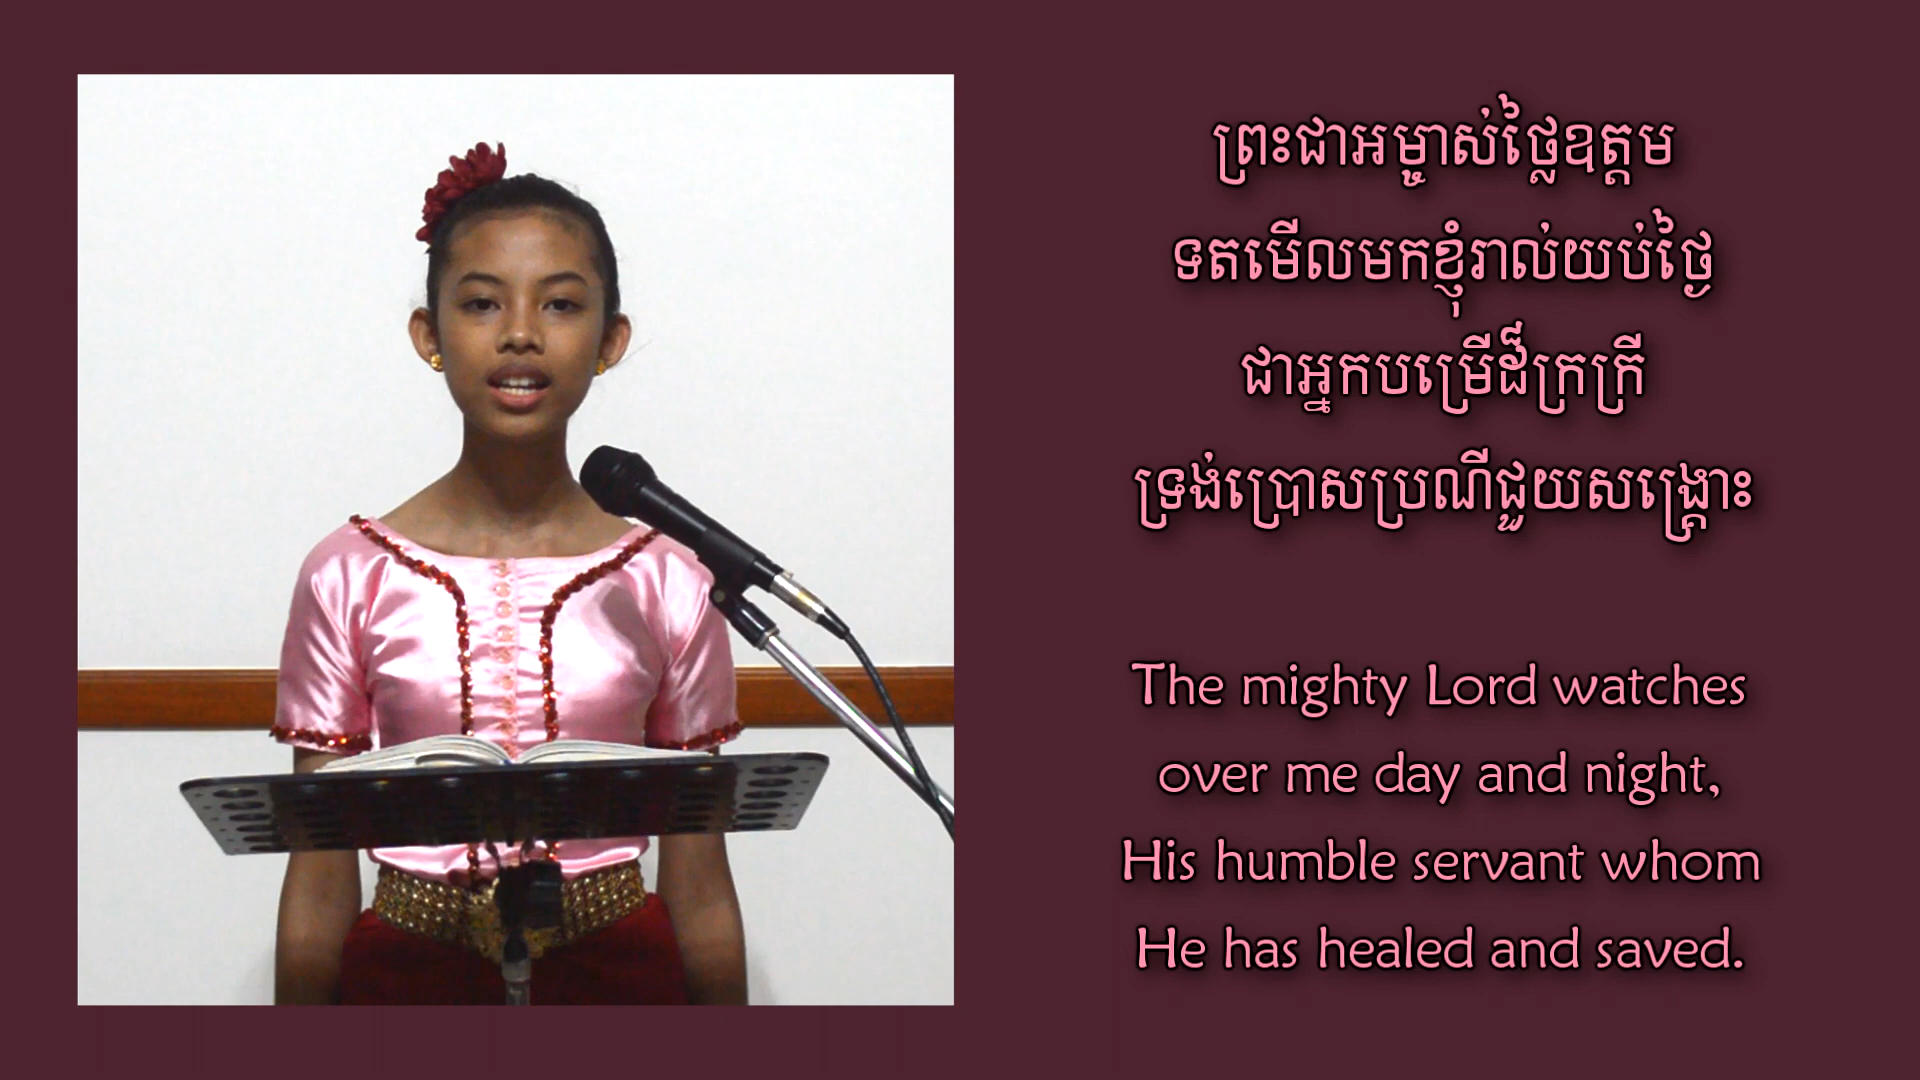 ព្រះជាអម្ចាស់ថ្លៃឧត្តម
ទតមើលមកខ្ញុំរាល់យប់ថ្ងៃ
ជាអ្នកបម្រើដ៏ក្រក្រី
ទ្រង់ប្រោសប្រណីជួយសង្គ្រោះ
The mighty Lord watches
over me day and night,
His humble servant whom
He has healed and saved.